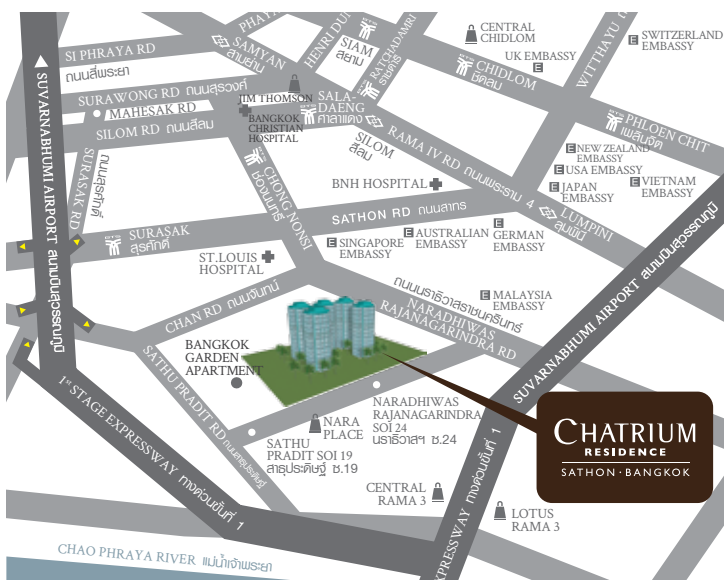 SI PHRAYA RD
ถนนสี่พระยา
SAMYAN
สามย่าน
SIAM
สยาม
RATCHADAMRI
ราชดำริ
CENTRAL
CHIDLOM
UK EMBASSY
CHIDLOM
ชิดลม
SWITZERLAND
EMBASSY
PHLOEN CHIT
เพลินจิต
SURAWONG RD ถนนสุรวงศ์
MAHESAK RD
SILOM RD ถนนสีลม
JIM THOMSON
BANGKOK
CHRISTIAN
HOSPITAL
SALA-
DAENG
ศาลาแดง
SILOM
สีลม
RAMA IV RD ถนนพระราม 4
LUMPINI
ลุมพินี
NEW ZEALAND
EMBASSY
USA EMBASSY
JAPAN
EMBASSY
VIETNAM
EMBASSY
SURASAK RD
ถนนสุรศักดิ์
CHONG NONSI
ช่องนนทรี
BNH HOSPITAL
SATHON RD ถนนสาทร
SURASAK
สุรศักดิ์
ST.LOUIS
HOSPITAL
SINGAPORE
EMBASSY
AUSTRALIAN
EMBASSY
GERMAN
EMBASSY
MALAYSIA
EMBASSY
SUVARNABHUMI AIRPORT สนามบินสุวรรณภูมิ
SUVARNABHUMI AIRPORT สนามบินสุวรรณภูมิ
CHAN RD ถนนจันทน์
ถนนนราธิวาสราชนครินทร์
NARADHIWAS
RAJANAGARINDRA RD
BANGKOK
GARDEN
APARTMENT
SATHU PRADIT RD ถนนสาธุประดิษฐ์
NARADHIWAS
RAJANAGARINDRA
SOI 24
นราธิวาสฯ ซ.24
NARA
PLACE
SATHU
PRADIT SOI 19
สาธุประดิษฐ์ ซ.19
CHATRIUM
RESIDENCE
SATHON·BANGKOK
1st STAGE EXPRESSWAY ทางด่วนขั้นที่ 1
EXPRESSWAY ทางด่วนขั้นที่ 1
CENTRAL
RAMA 3
LOTUS
RAMA 3
CHAO PHRAYA RIVER แม่น้ำเจ้าพระยา